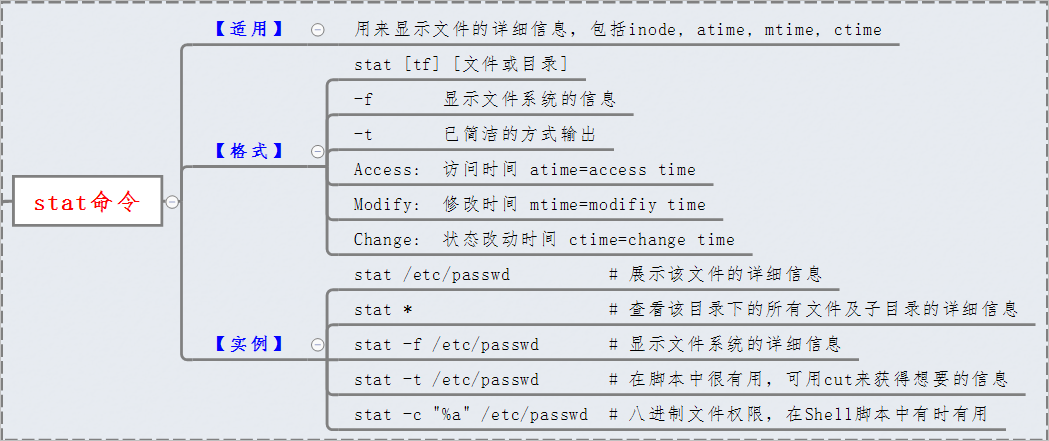 stat命令
【适用】
用来显示文件的详细信息，包括inode, atime, mtime, ctime
【格式】
stat [tf] [文件或目录]
-f 显示文件系统的信息
-t 已简洁的方式输出
Access: 访问时间 atime=access time
Modify: 修改时间 mtime=modifiy time
Change: 状态改动时间 ctime=change time
【实例】
stat /etc/passwd # 展示该文件的详细信息
stat * # 查看该目录下的所有文件及子目录的详细信息
stat -f /etc/passwd # 显示文件系统的详细信息
stat -t /etc/passwd # 在脚本中很有用，可用cut来获得想要的信息
stat -c "%a" /etc/passwd # 八进制文件权限，在Shell脚本中有时有用